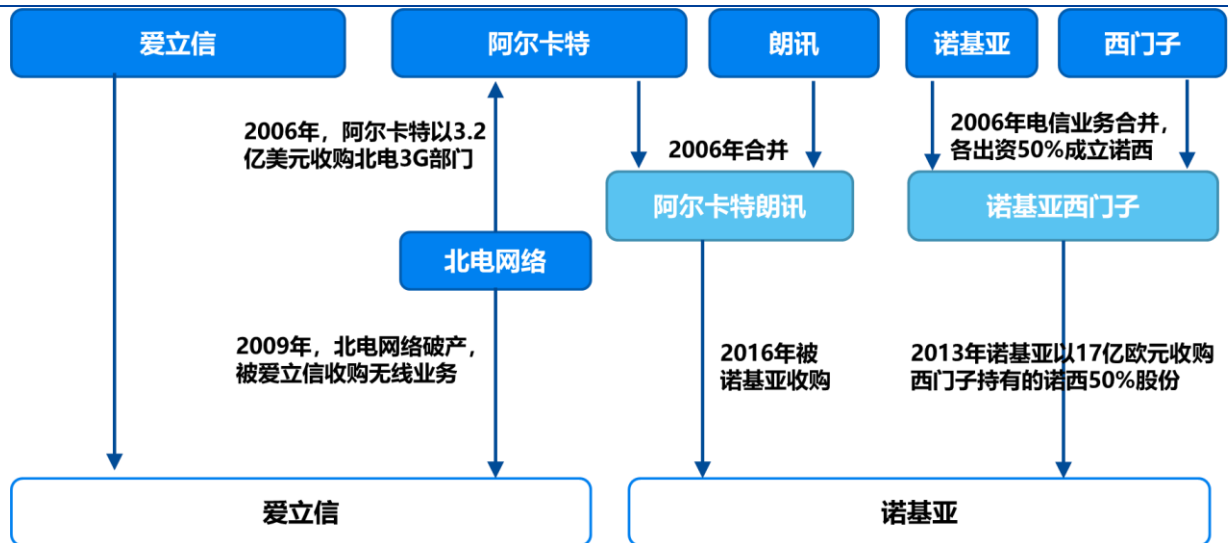 爱立信
阿尔卡特
朗讯
诺基亚
西门子
2006年，阿尔卡特以3.2
亿美元收购北电3G部门
2006年合并
2006年电信业务合并，
各出资50%成立诺西
阿尔卡特朗讯
诺基亚西门子
北电网络
2009年，北电网络破产，
被爱立信收购无线业务
2016年被
诺基亚收购
2013年诺基亚以17亿欧元收购
西门子持有的诺西50%股份
爱立信
诺基亚